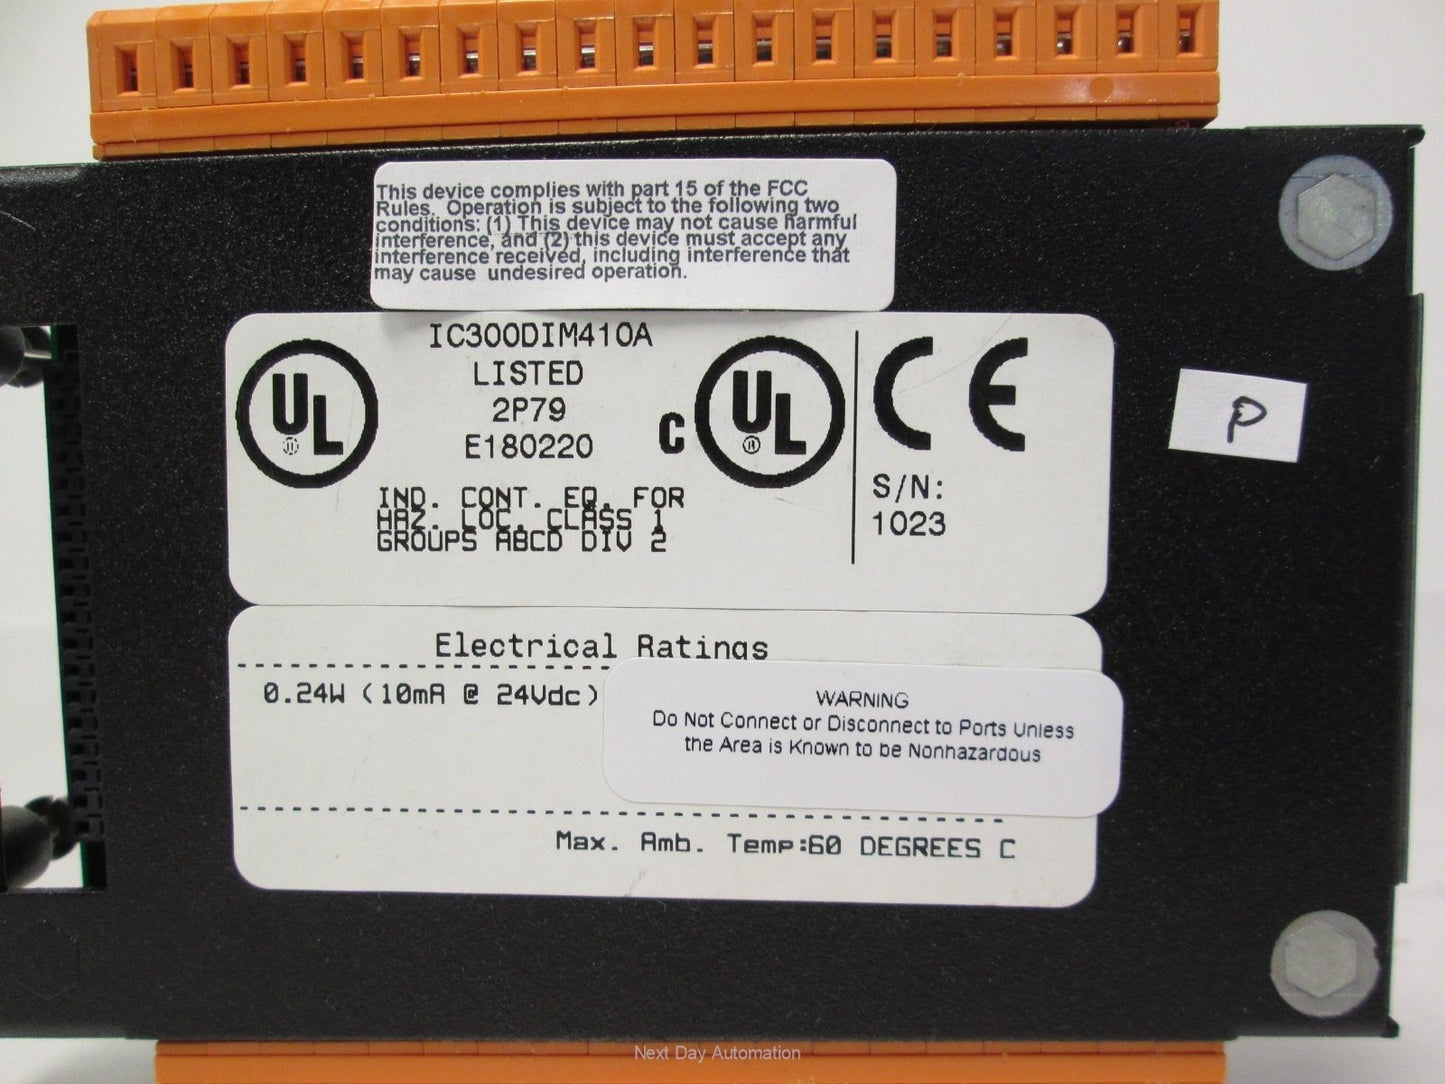 This device complies with part 15 of the FCC
Rules. Operation is subject to the following two
conditions: (1) This device may not cause harmful
interference, and (2) this device must accept any
interference received, including interference that
may cause undesired operation.
IC300DIM410A
LISTED
2P79
E180220
UL
C UL
CE
IND. CONT. EQ. FOR
HAZ. LOC. CLASS 1
GROUPS ABCD DIV 2
S/N:
1023
P
Electrical Ratings
0.24W (10mA @ 24Vdc)
WARNING
Do Not Connect or Disconnect to Ports Unless
the Area is Known to be Nonhazardous
Max. Amb. Temp:60 DEGREES C
Next Day Automation